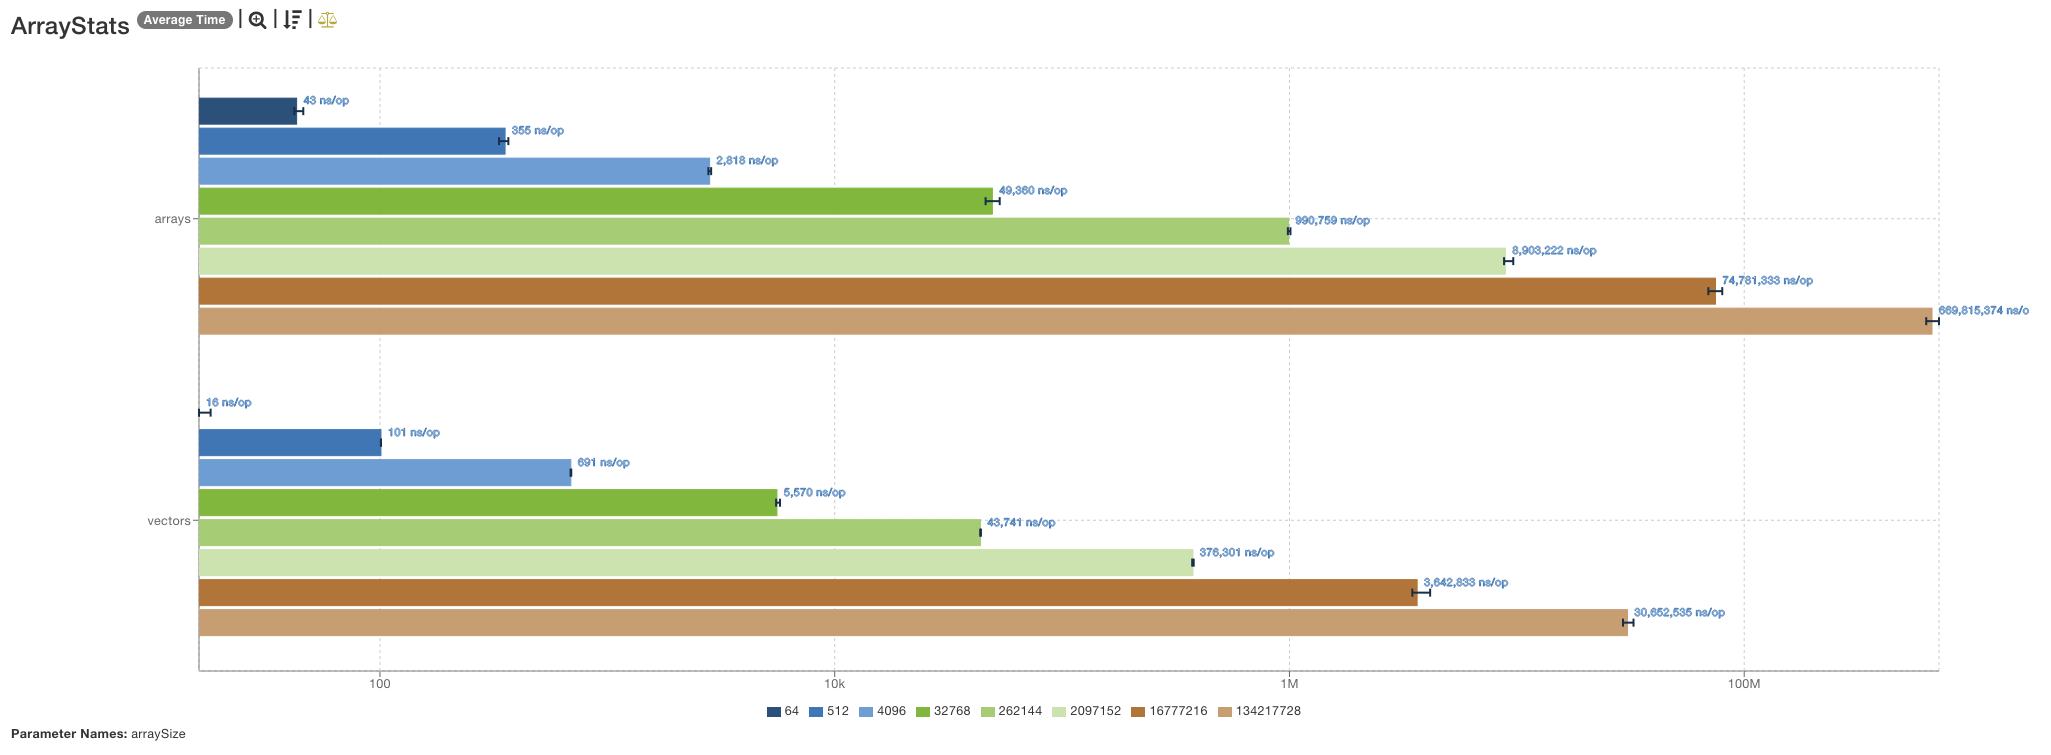 ArrayStats Average Time
43 ns/op
355 ns/op
2,818 ns/op
49,360 ns/op
arrays
990,759 ns/op
8,903,222 ns/op
74,781,333 ns/op
669,815,374 ns/o
16 ns/op
101 ns/op
691 ns/op
5,570 ns/op
vectors
43,741 ns/op
376,301 ns/op
3,642,833 ns/op
30,652,535 ns/op
100 10k 1M 100M
64 512 4096 32768 262144 2097152 16777216 134217728
Parameter Names: arraySize